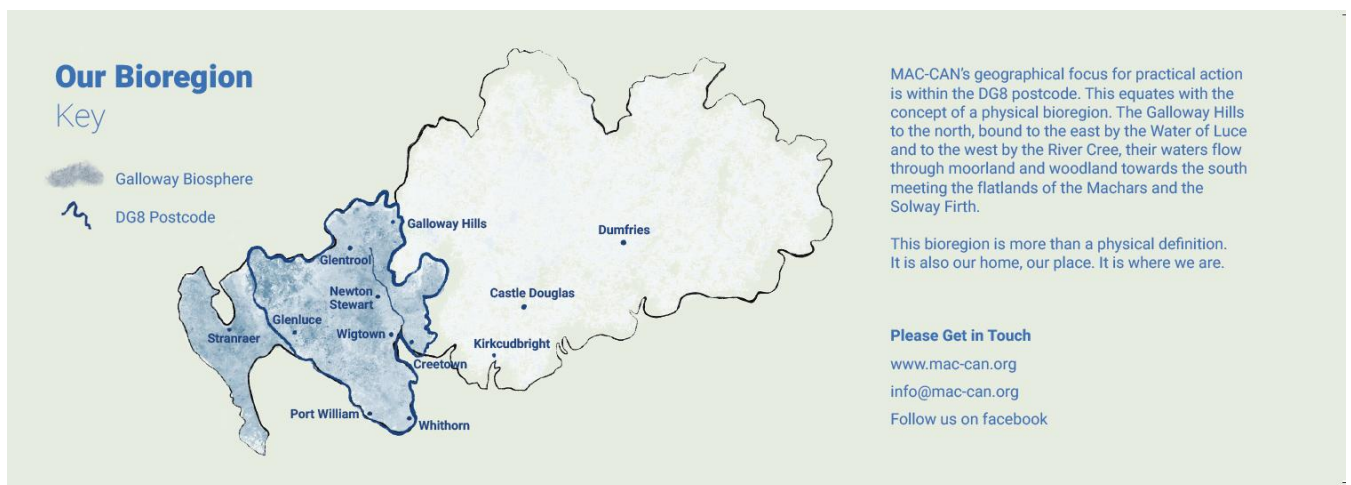 Our Bioregion
Key
Galloway Biosphere
DG8 Postcode
Galloway Hills
Glentrool
Newton
Stewart
Glenluce
Wigtown
Stranraer
Creetown
Port William
Whithorn
Dumfries
Castle Douglas
Kirkcudbright
MAC-CAN's geographical focus for practical action
is within the DG8 postcode. This equates with the
concept of a physical bioregion. The Galloway Hills
to the north, bound to the east by the Water of Luce
and to the west by the River Cree, their waters flow
through moorland and woodland towards the south
meeting the flatlands of the Machars and the
Solway Firth.
This bioregion is more than a physical definition.
It is also our home, our place. It is where we are.
Please Get in Touch
www.mac-can.org
info@mac-can.org
Follow us on facebook